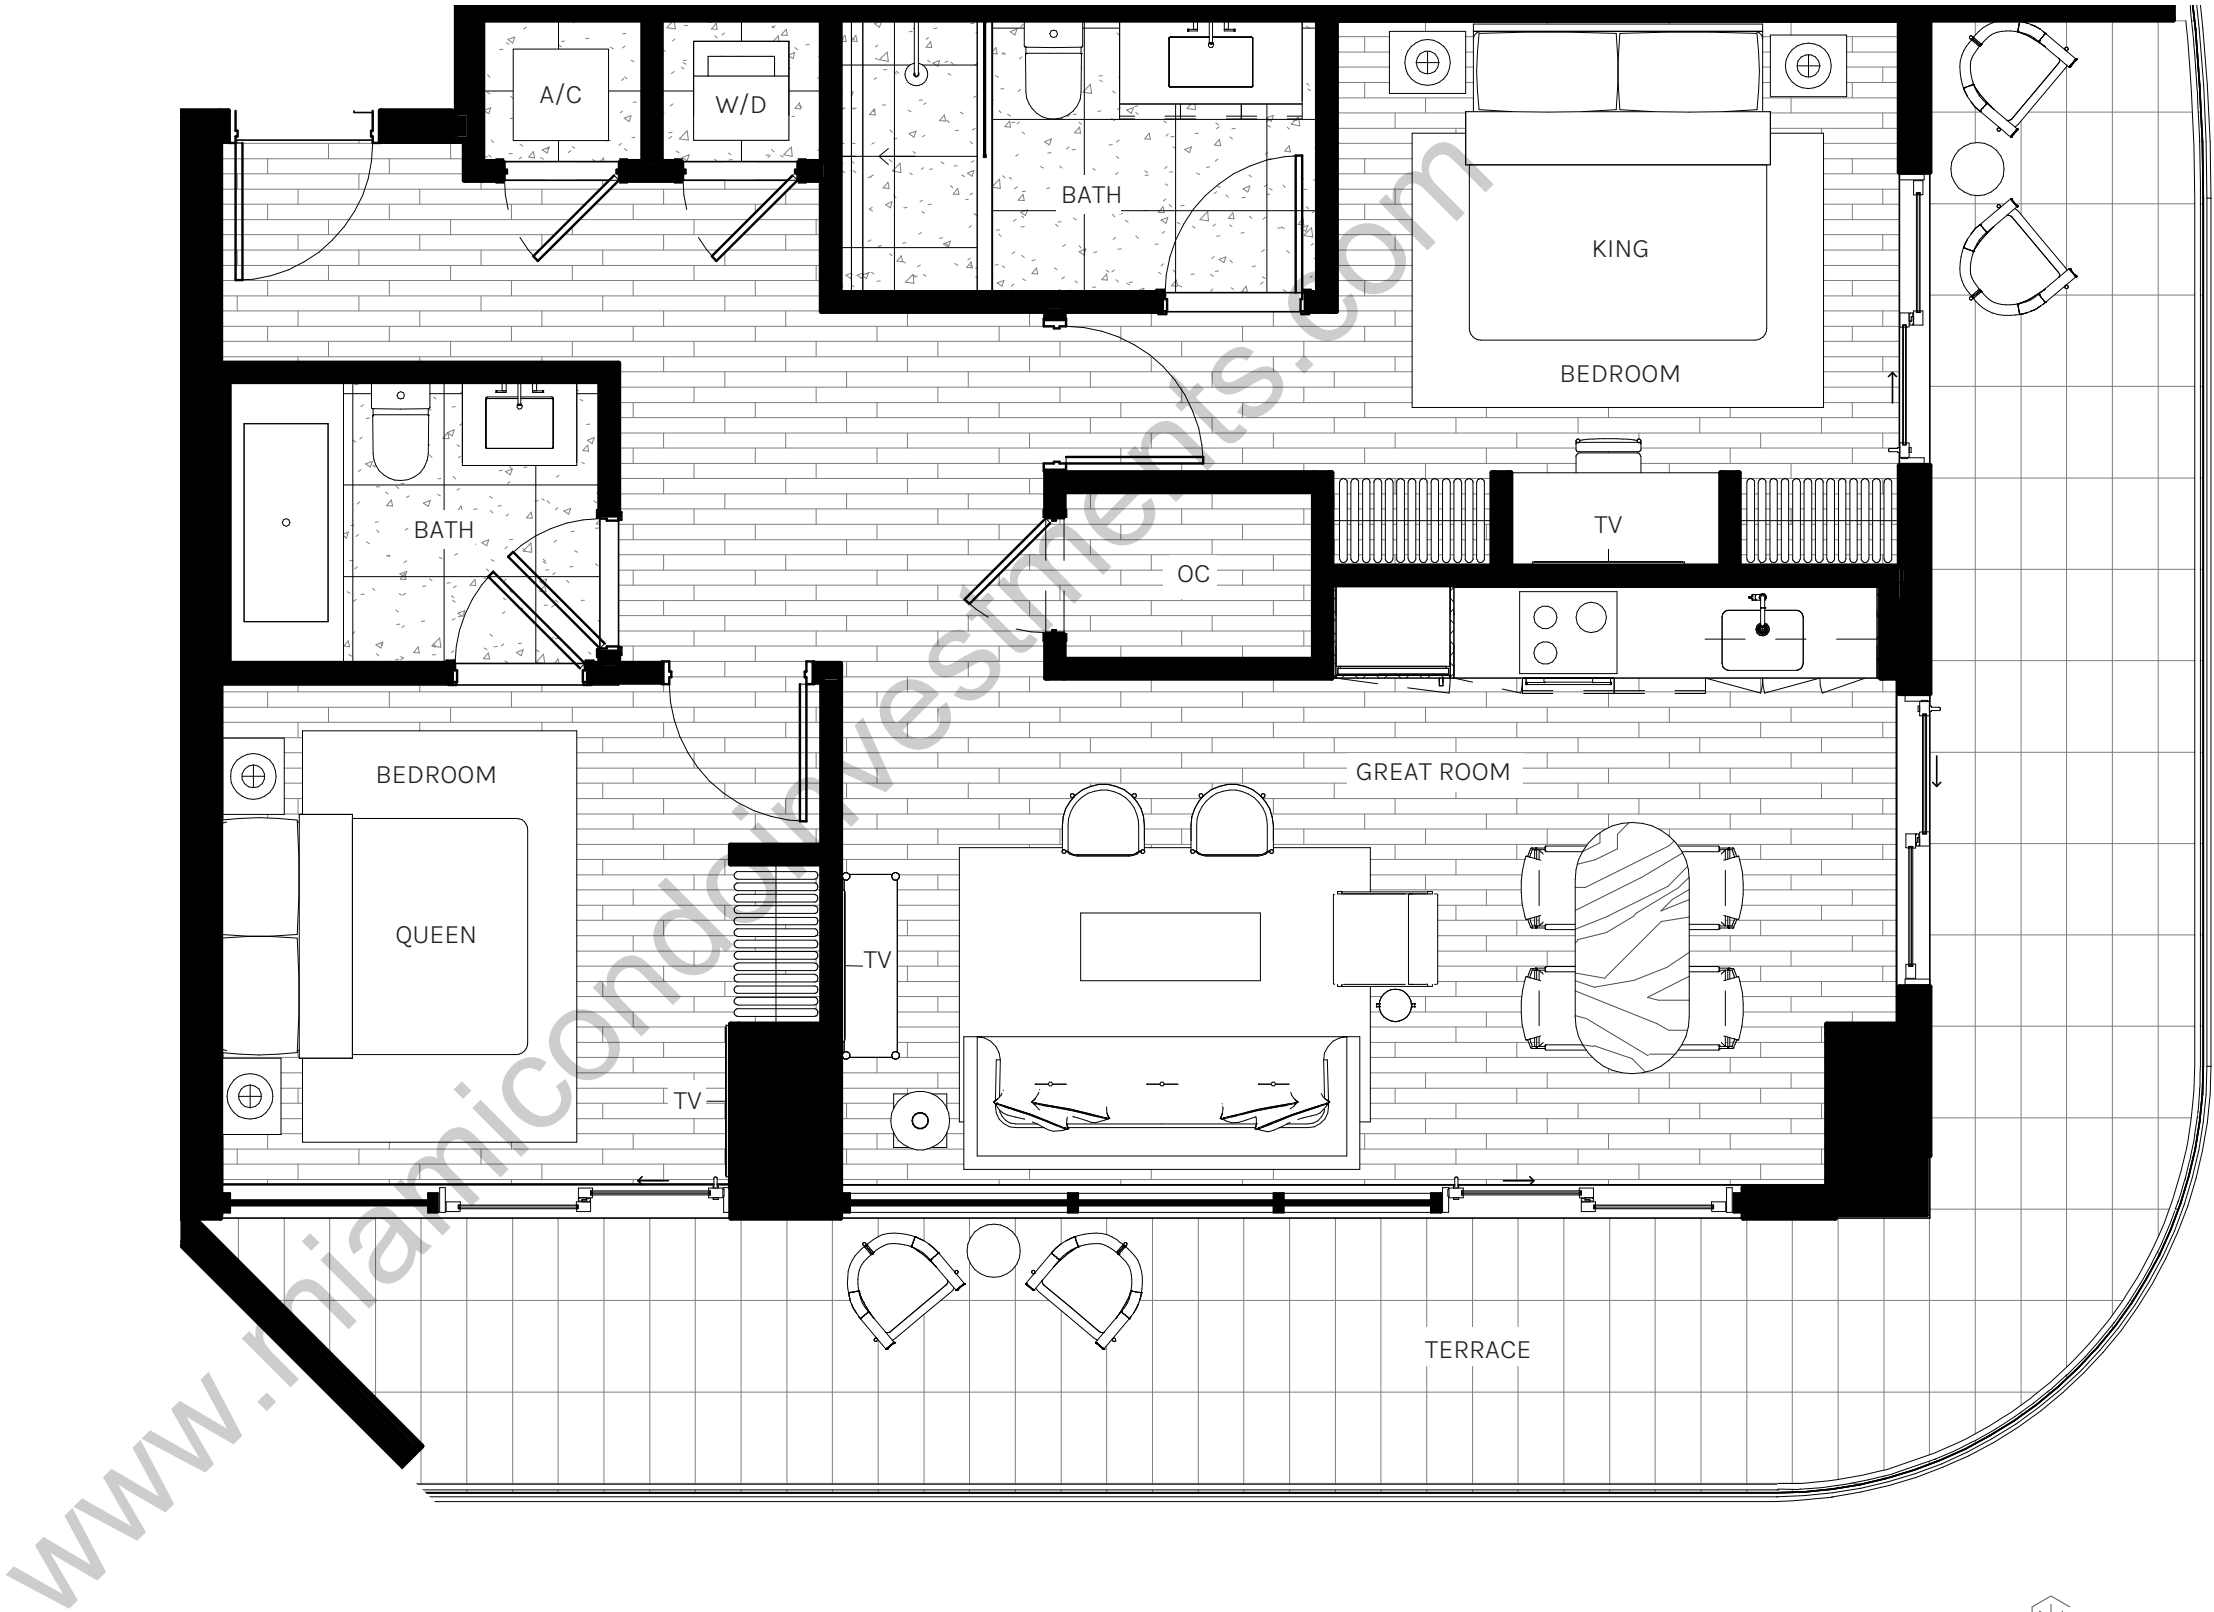 A/C
W/D
BATH
KING
BEDROOM
BATH
TV
OC
BEDROOM
GREAT ROOM
QUEEN
TV
TV
TERRACE
www.miamicondoinvestments.com